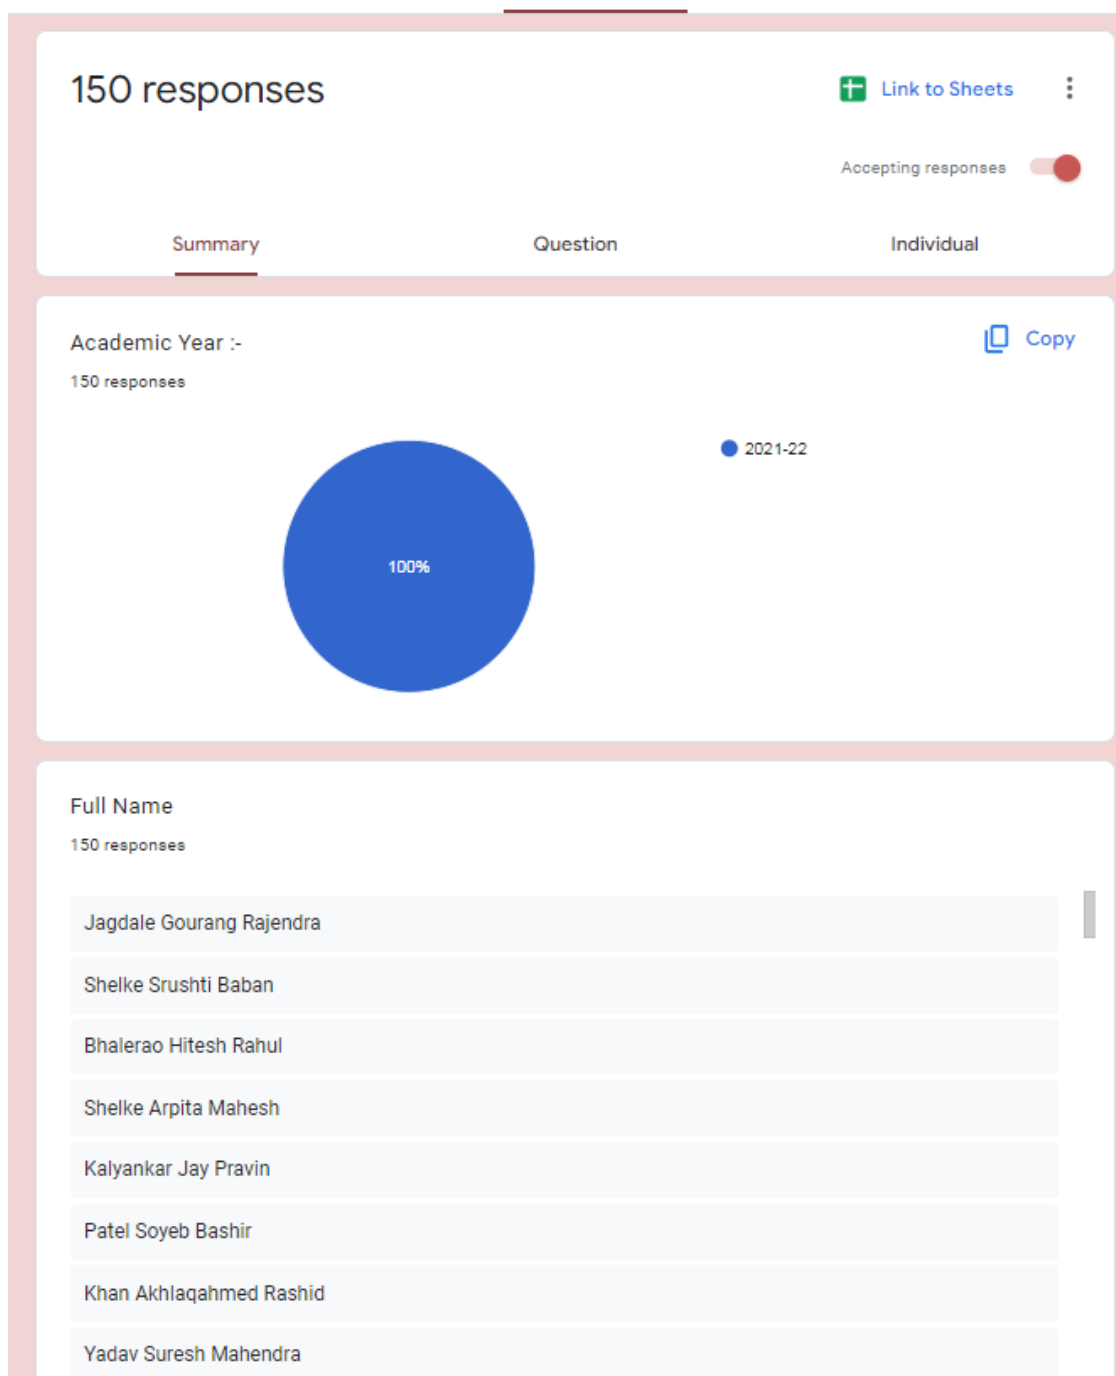 150 responses
Link to Sheets
Accepting responses
Summary Question Individual
Academic Year :-
Copy
150 responses
2021-22
100%
Full Name
150 responses
Jagdale Gourang Rajendra
Shelke Srushti Baban
Bhalerao Hitesh Rahul
Shelke Arpita Mahesh
Kalyankar Jay Pravin
Patel Soyeb Bashir
Khan Akhlaqahmed Rashid
Yadav Suresh Mahendra